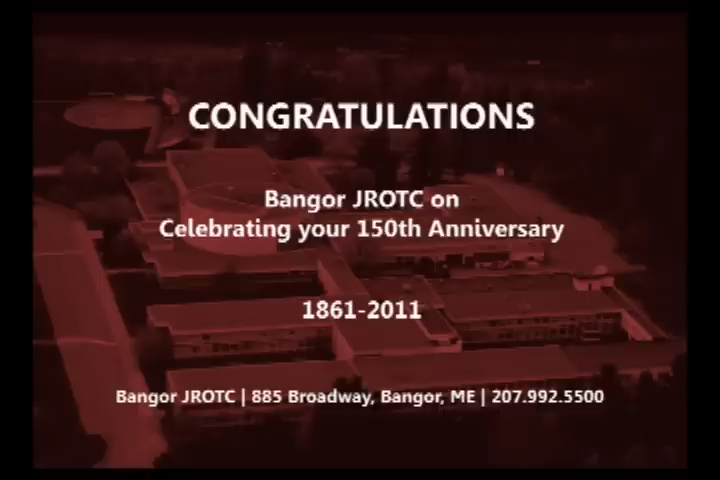 CONGRATULATIONS
Bangor JROTC on
Celebrating your 150th Anniversary
1861-2011
Bangor JROTC | 885 Broadway, Bangor, ME | 207.992.5500